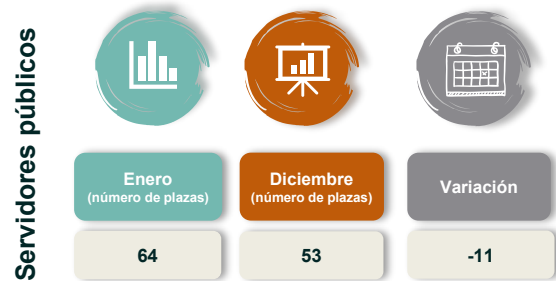 Servidores públicos
Enero
(número de plazas)
Diciembre
(número de plazas)
Variación
64
53
-11